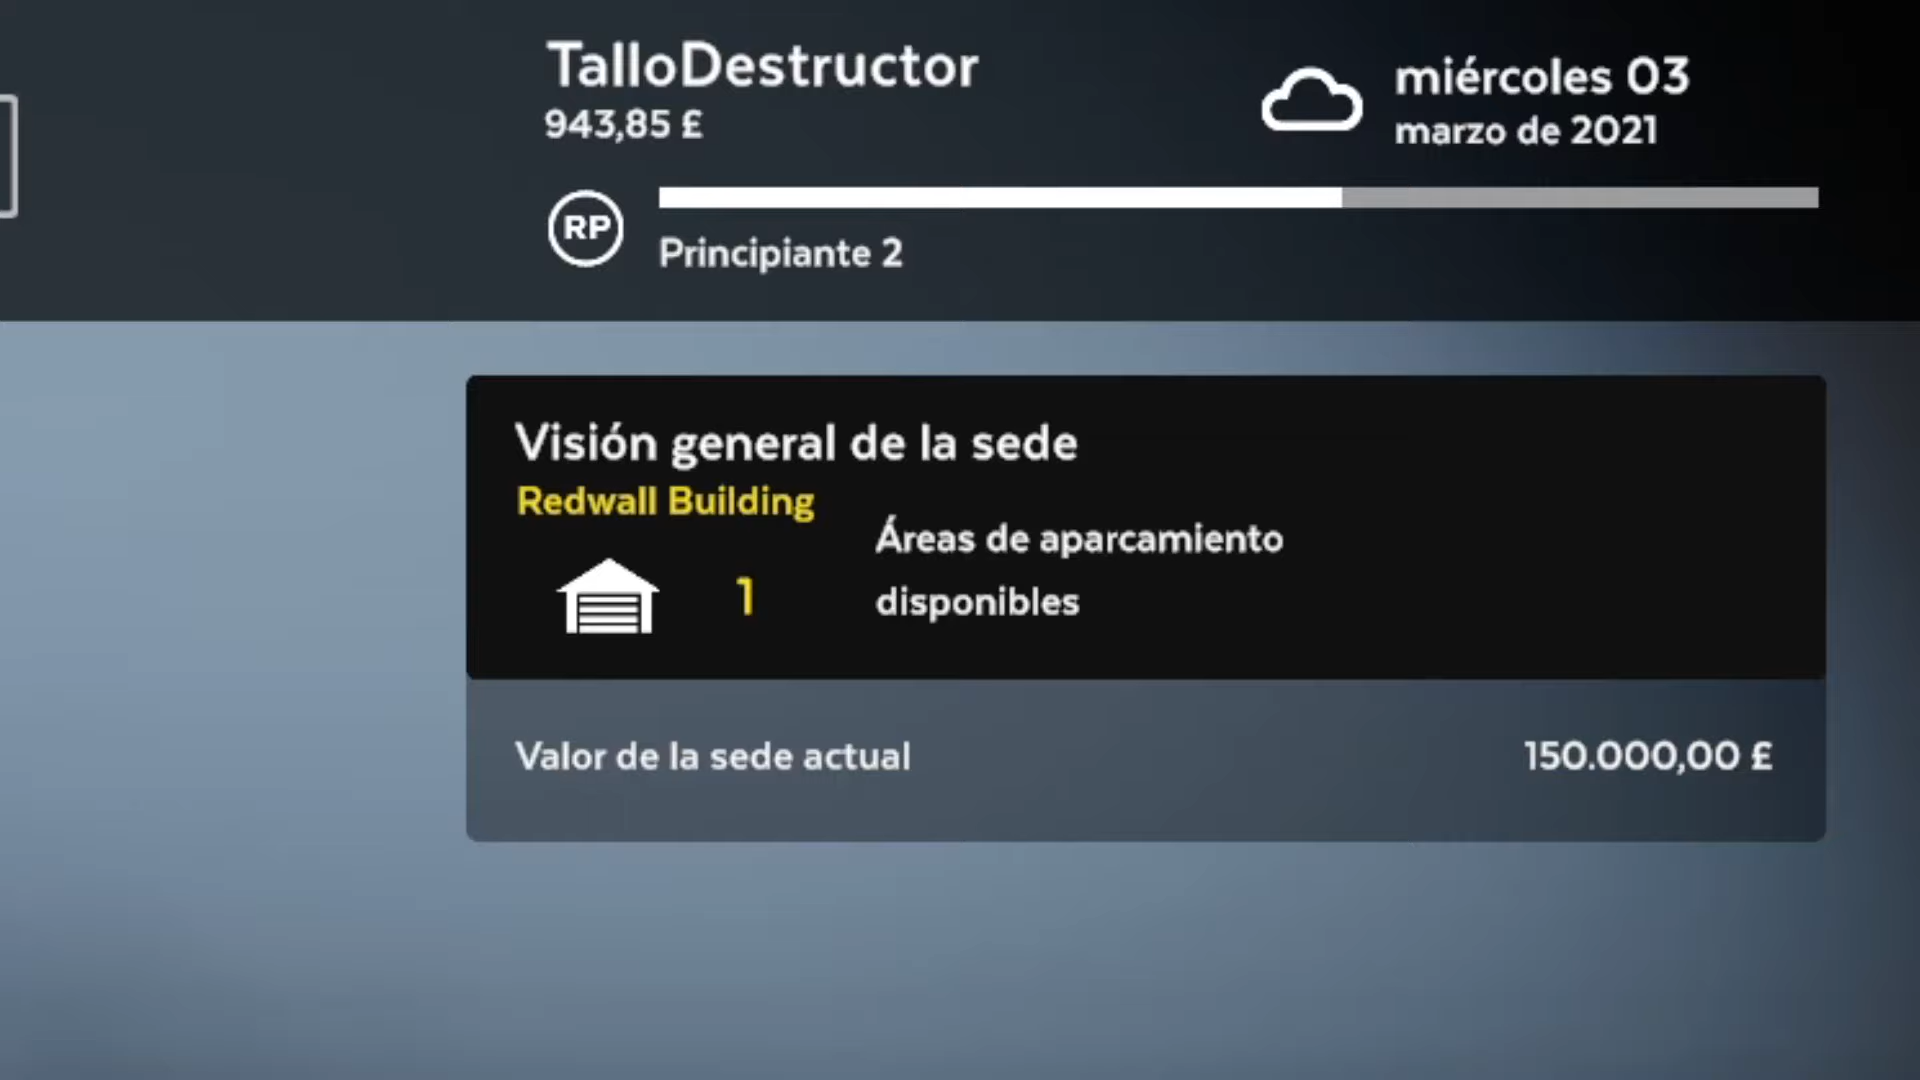 TalloDestructor
943,85 £
miércoles 03
marzo de 2021
RP
Principiante 2
Visión general de la sede
Redwall Building
1
Áreas de aparcamiento
disponibles
Valor de la sede actual
150.000,00 £